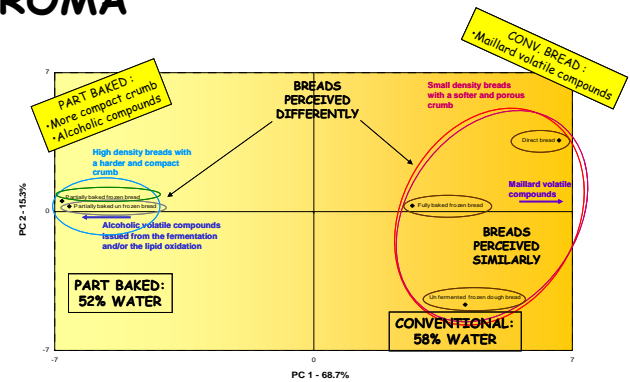 ROMA
PART BAKED :
•More compact crumb
•Alcoholic compounds
CONV. BREAD :
•Maillard volatile
compounds
7
BREADS
PERCEIVED
DIFFERENTLY
Small density breads
with a softer and porous
crumb
Direct bread
High density breads with
a harder and compact
crumb
Maillard volatile
compounds
Partially baked frozen bread
Partially baked un frozen bread
Fully baked frozen bread
PC 2 - 15.3%
0
Alcoholic volatile compounds
issued from the fermentation
and/or the lipid oxidation
BREADS
PERCEIVED
SIMILARLY
PART BAKED:
52% WATER
Un fermented frozen dough bread
CONVENTIONAL:
58% WATER
-7
-7
0
7
PC 1 - 68.7%